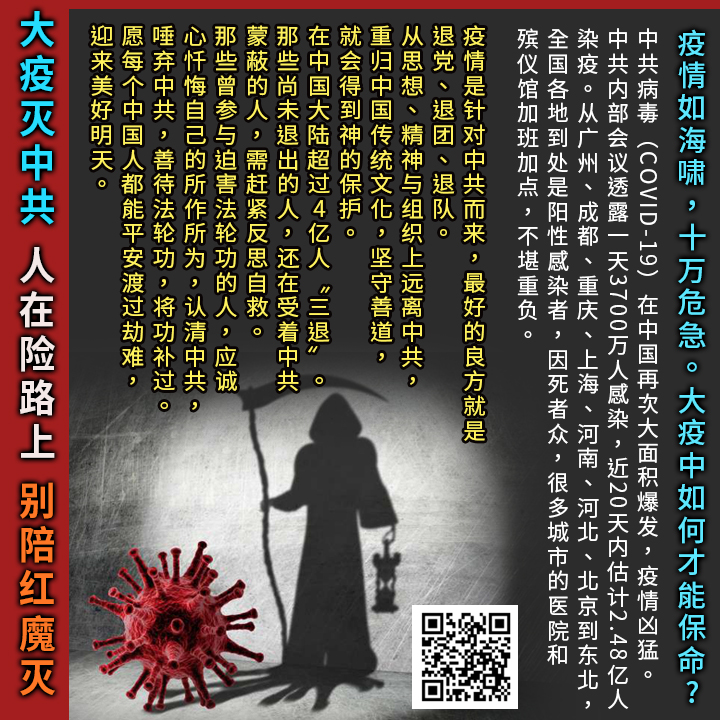 疫情如海啸，十万危急。大疫中如何才能保命？
中共病毒（COVID-19）在中国再次大面积爆发，疫情凶猛。
中共内部会议透露一天3700万人感染，近20天内估计2.48亿人
染疫。从广州、成都、重庆、上海、河南、河北、北京到东北，
全国各地到处是阳性感染者，因死者众，很多城市的医院和
殡仪馆加班加点，不堪重负。
疫情是针对中共而来，最好的良方就是
退党、退团、退队。
从思想、精神与组织上远离中共，
重归中国传统文化，坚守善道，
就会得到神的保护。
在中国大陆超过4亿人〝三退〞。
那些尚未退出的人，还在受着中共
蒙蔽的人，需赶紧反思自救。
那些曾参与迫害法轮功的人，应诚
心忏悔自己的所作所为，认清中共，
唾弃中共，善待法轮功，将功补过。
愿每个中国人都能平安渡过劫难，
迎来美好明天。
大疫灭中共 人在险路上 别陪红魔灭